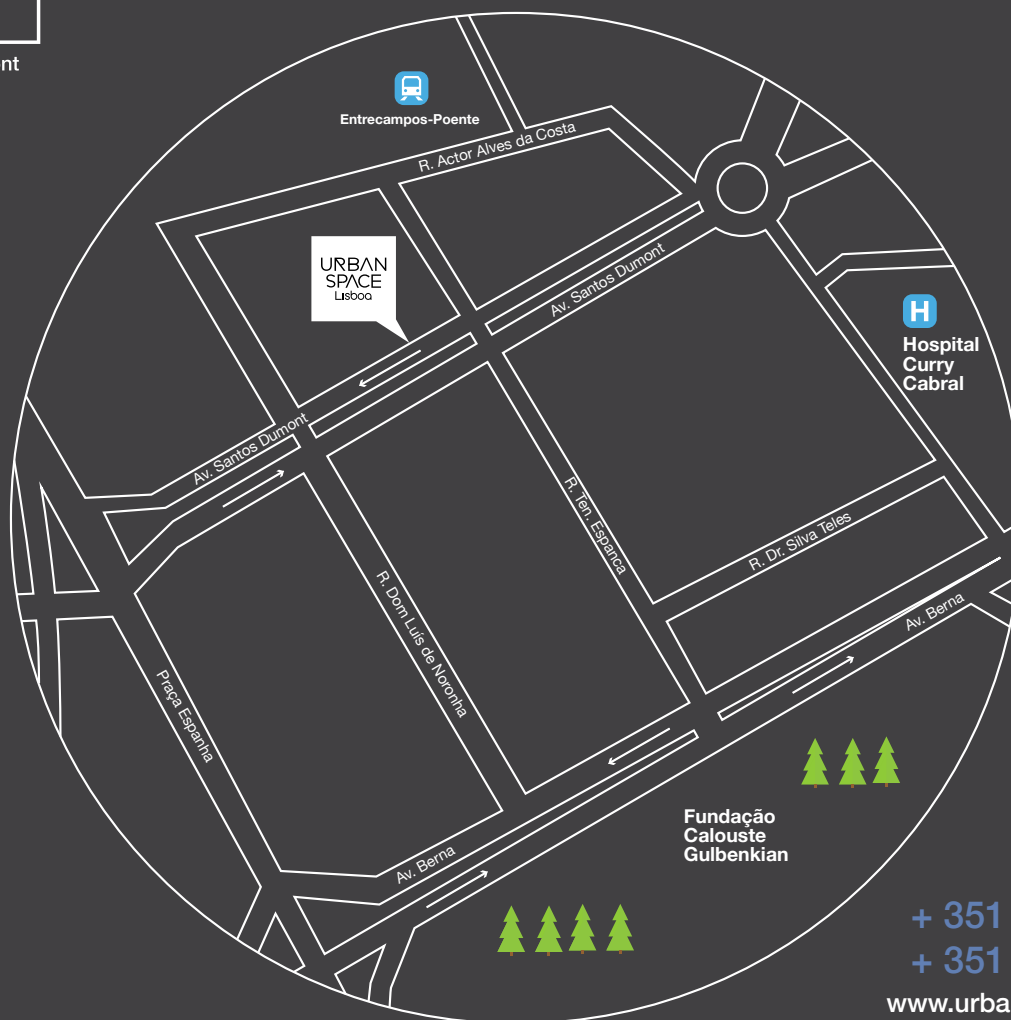 nt
Entrecampos-Poente
R. Actor Alves da Costa
URBAN
SPACE
Lisboa
Av. Santos Dumont
H
Hospital
Curry
Cabral
Av. Santos Dumont
R. Ten. Espanca
R. Dr. Silva Teles
R. Dom Luís de Noronha
Av. Berna
Praça Espanha
Fundação
Calouste
Gulbenkian
Av. Berna
+ 351
+ 351
www.urba